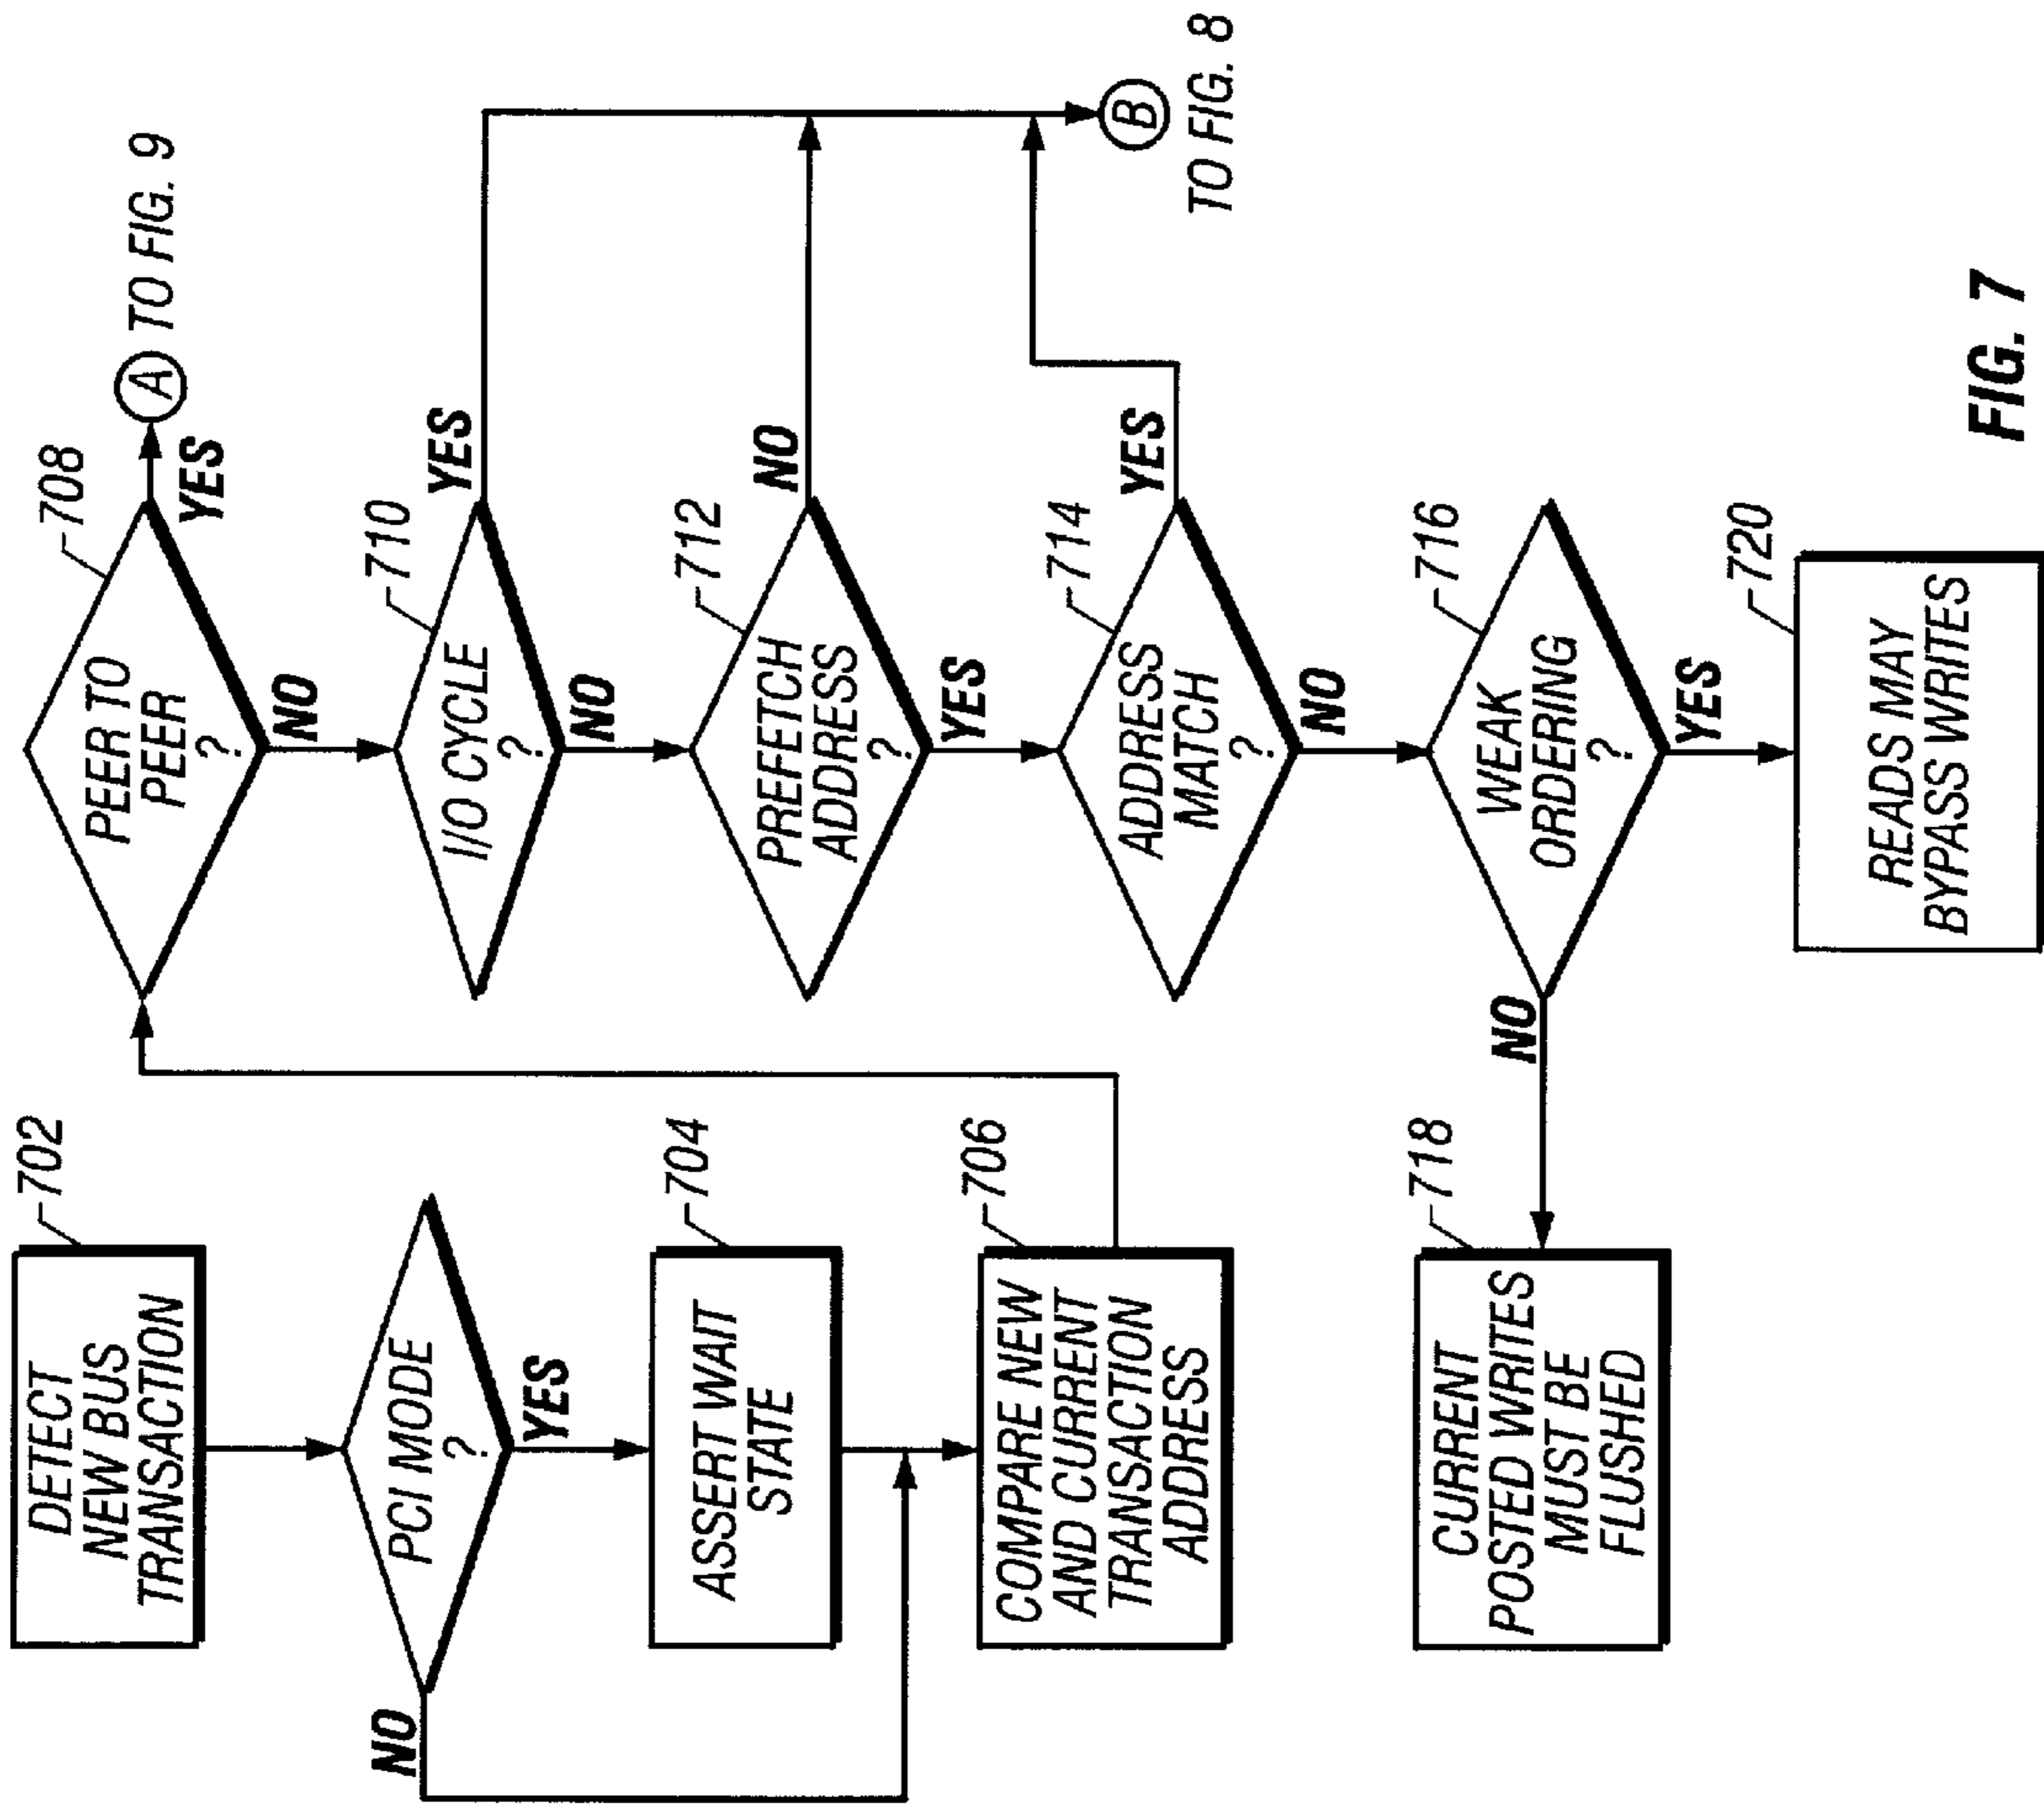 702
DETECT
NEW BUS
TRANSACTION
PCI MODE
?
NO
YES
704
ASSERT WAIT
STATE
706
COMPARE NEW
AND CURRENT
TRANSACTION
ADDRESS
708
PEER TO
PEER
?
YES
A TO FIG. 9
NO
710
I/O CYCLE
?
YES
NO
712
PREFETCH
ADDRESS
?
NO
YES
714
ADDRESS
MATCH
?
YES
NO
B
TO FIG. 8
716
WEAK
ORDERING
?
NO
YES
718
CURRENT
POSTED WRITES
MUST BE
FLUSHED
720
READS MAY
BYPASS WRITES
FIG. 7